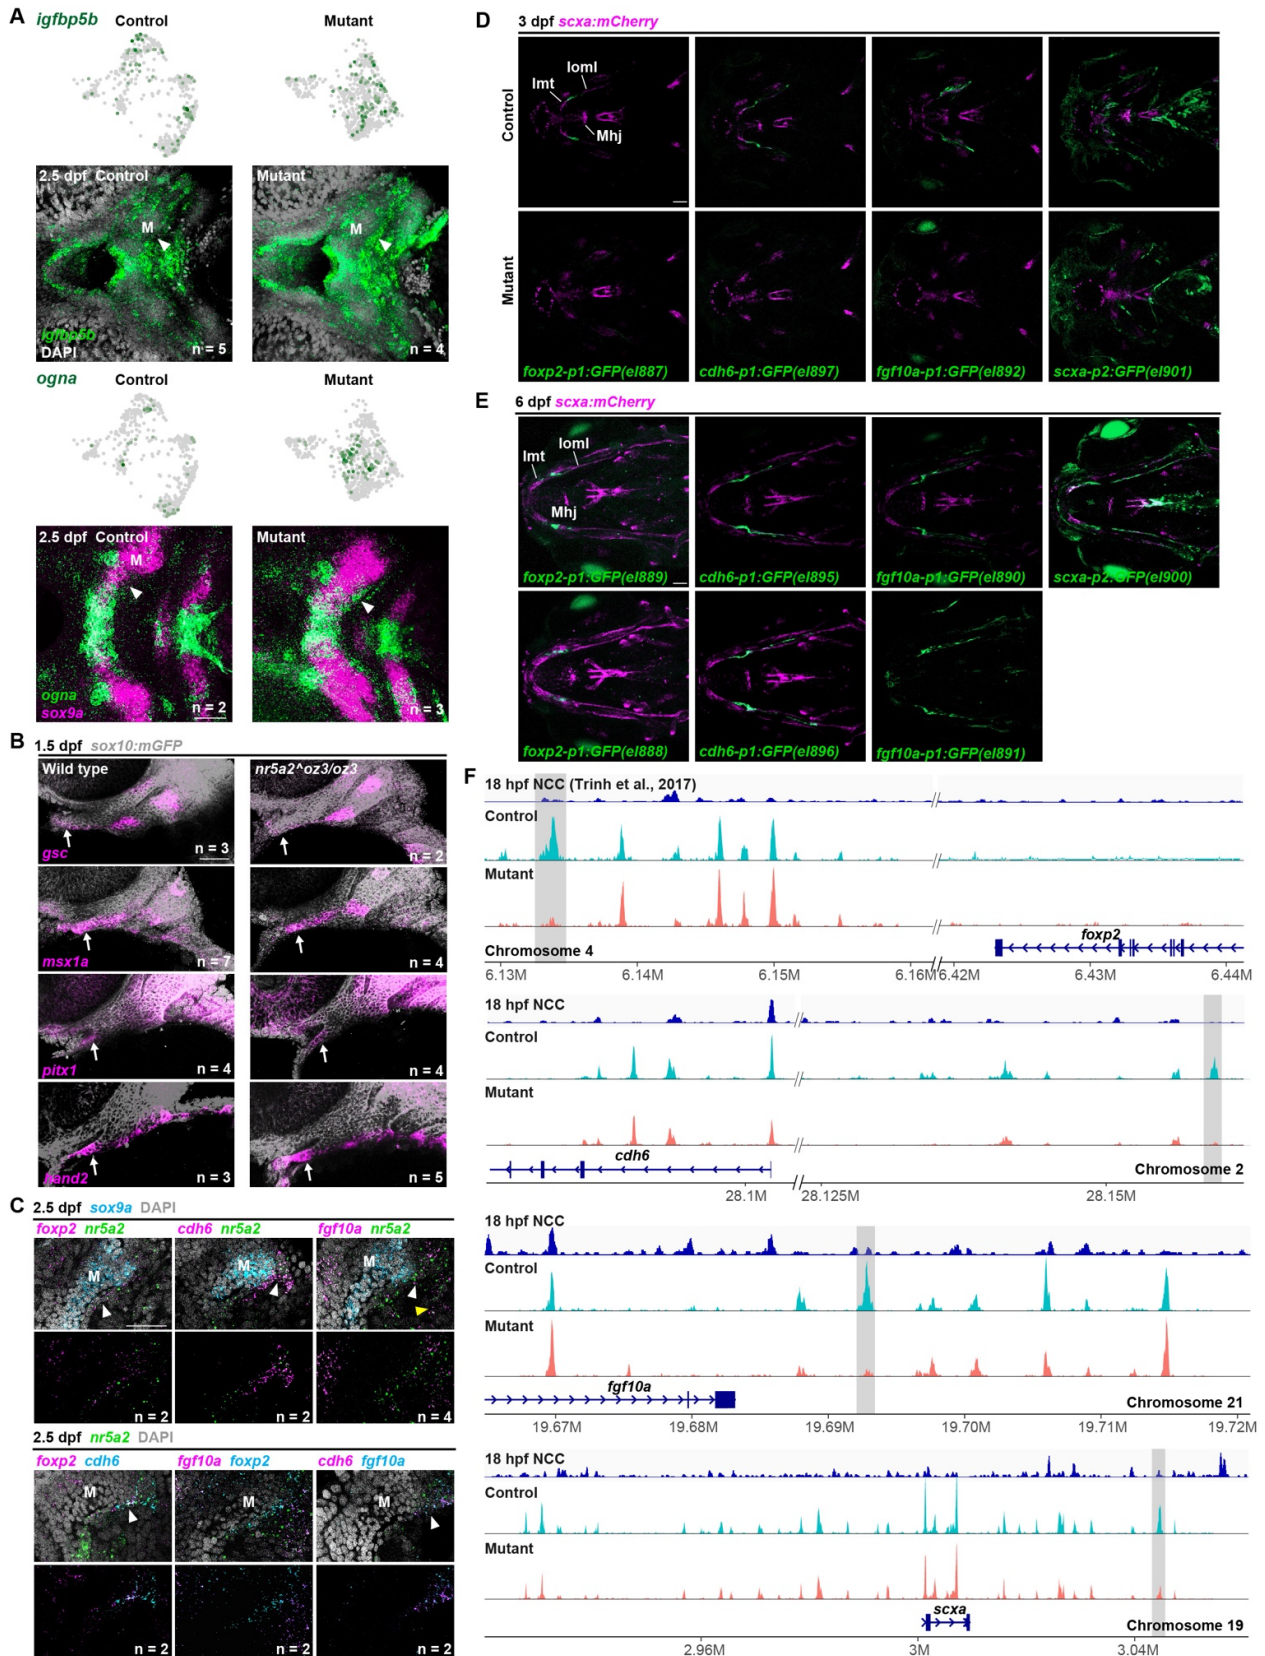 A
igfbp5b
Control
Mutant
2.5 dpf Control
Mutant
M
M
igfbp5b
DAPI
n = 5
n = 4
ogna
Control
Mutant
2.5 dpf Control
Mutant
M
ogna
sox9a
n = 2
n = 3
B
1.5 dpf sox10:mGFP
Wild type
nr5a2^oz3/oz3
gsc
n = 3
n = 2
msx1a
n = 7
n = 4
pitx1
n = 4
n = 4
hand2
n = 3
n = 5
C
2.5 dpf sox9a DAPI
foxp2 nr5a2
cdh6 nr5a2
fgf10a nr5a2
M
M
M
n = 2
n = 2
n = 4
2.5 dpf nr5a2 DAPI
foxp2 cdh6
fgf10a foxp2
cdh6 fgf10a
M
M
M
n = 2
n = 2
n = 2
D
3 dpf scxa:mCherry
Control
Imt
Ioml
Mhj
Mutant
foxp2-p1:GFP(el887)
cdh6-p1:GFP(el897)
fgf10a-p1:GFP(el892)
scxa-p2:GFP(el901)
E
6 dpf scxa:mCherry
Imt
Ioml
Mhj
foxp2-p1:GFP(el889)
cdh6-p1:GFP(el895)
fgf10a-p1:GFP(el890)
scxa-p2:GFP(el900)
foxp2-p1:GFP(el888)
cdh6-p1:GFP(el896)
fgf10a-p1:GFP(el891)
F
18 hpf NCC (Trinh et al., 2017)
Control
Mutant
foxp2
Chromosome 4
6.13M
6.14M
6.15M
6.16M
6.42M
6.43M
6.44M
18 hpf NCC
Control
Mutant
cdh6
Chromosome 2
28.1M
28.125M
28.15M
18 hpf NCC
Control
Mutant
fgf10a
Chromosome 21
19.67M
19.68M
19.69M
19.70M
19.71M
19.72M
18 hpf NCC
Control
Mutant
scxa
Chromosome 19
2.96M
3M
3.04M